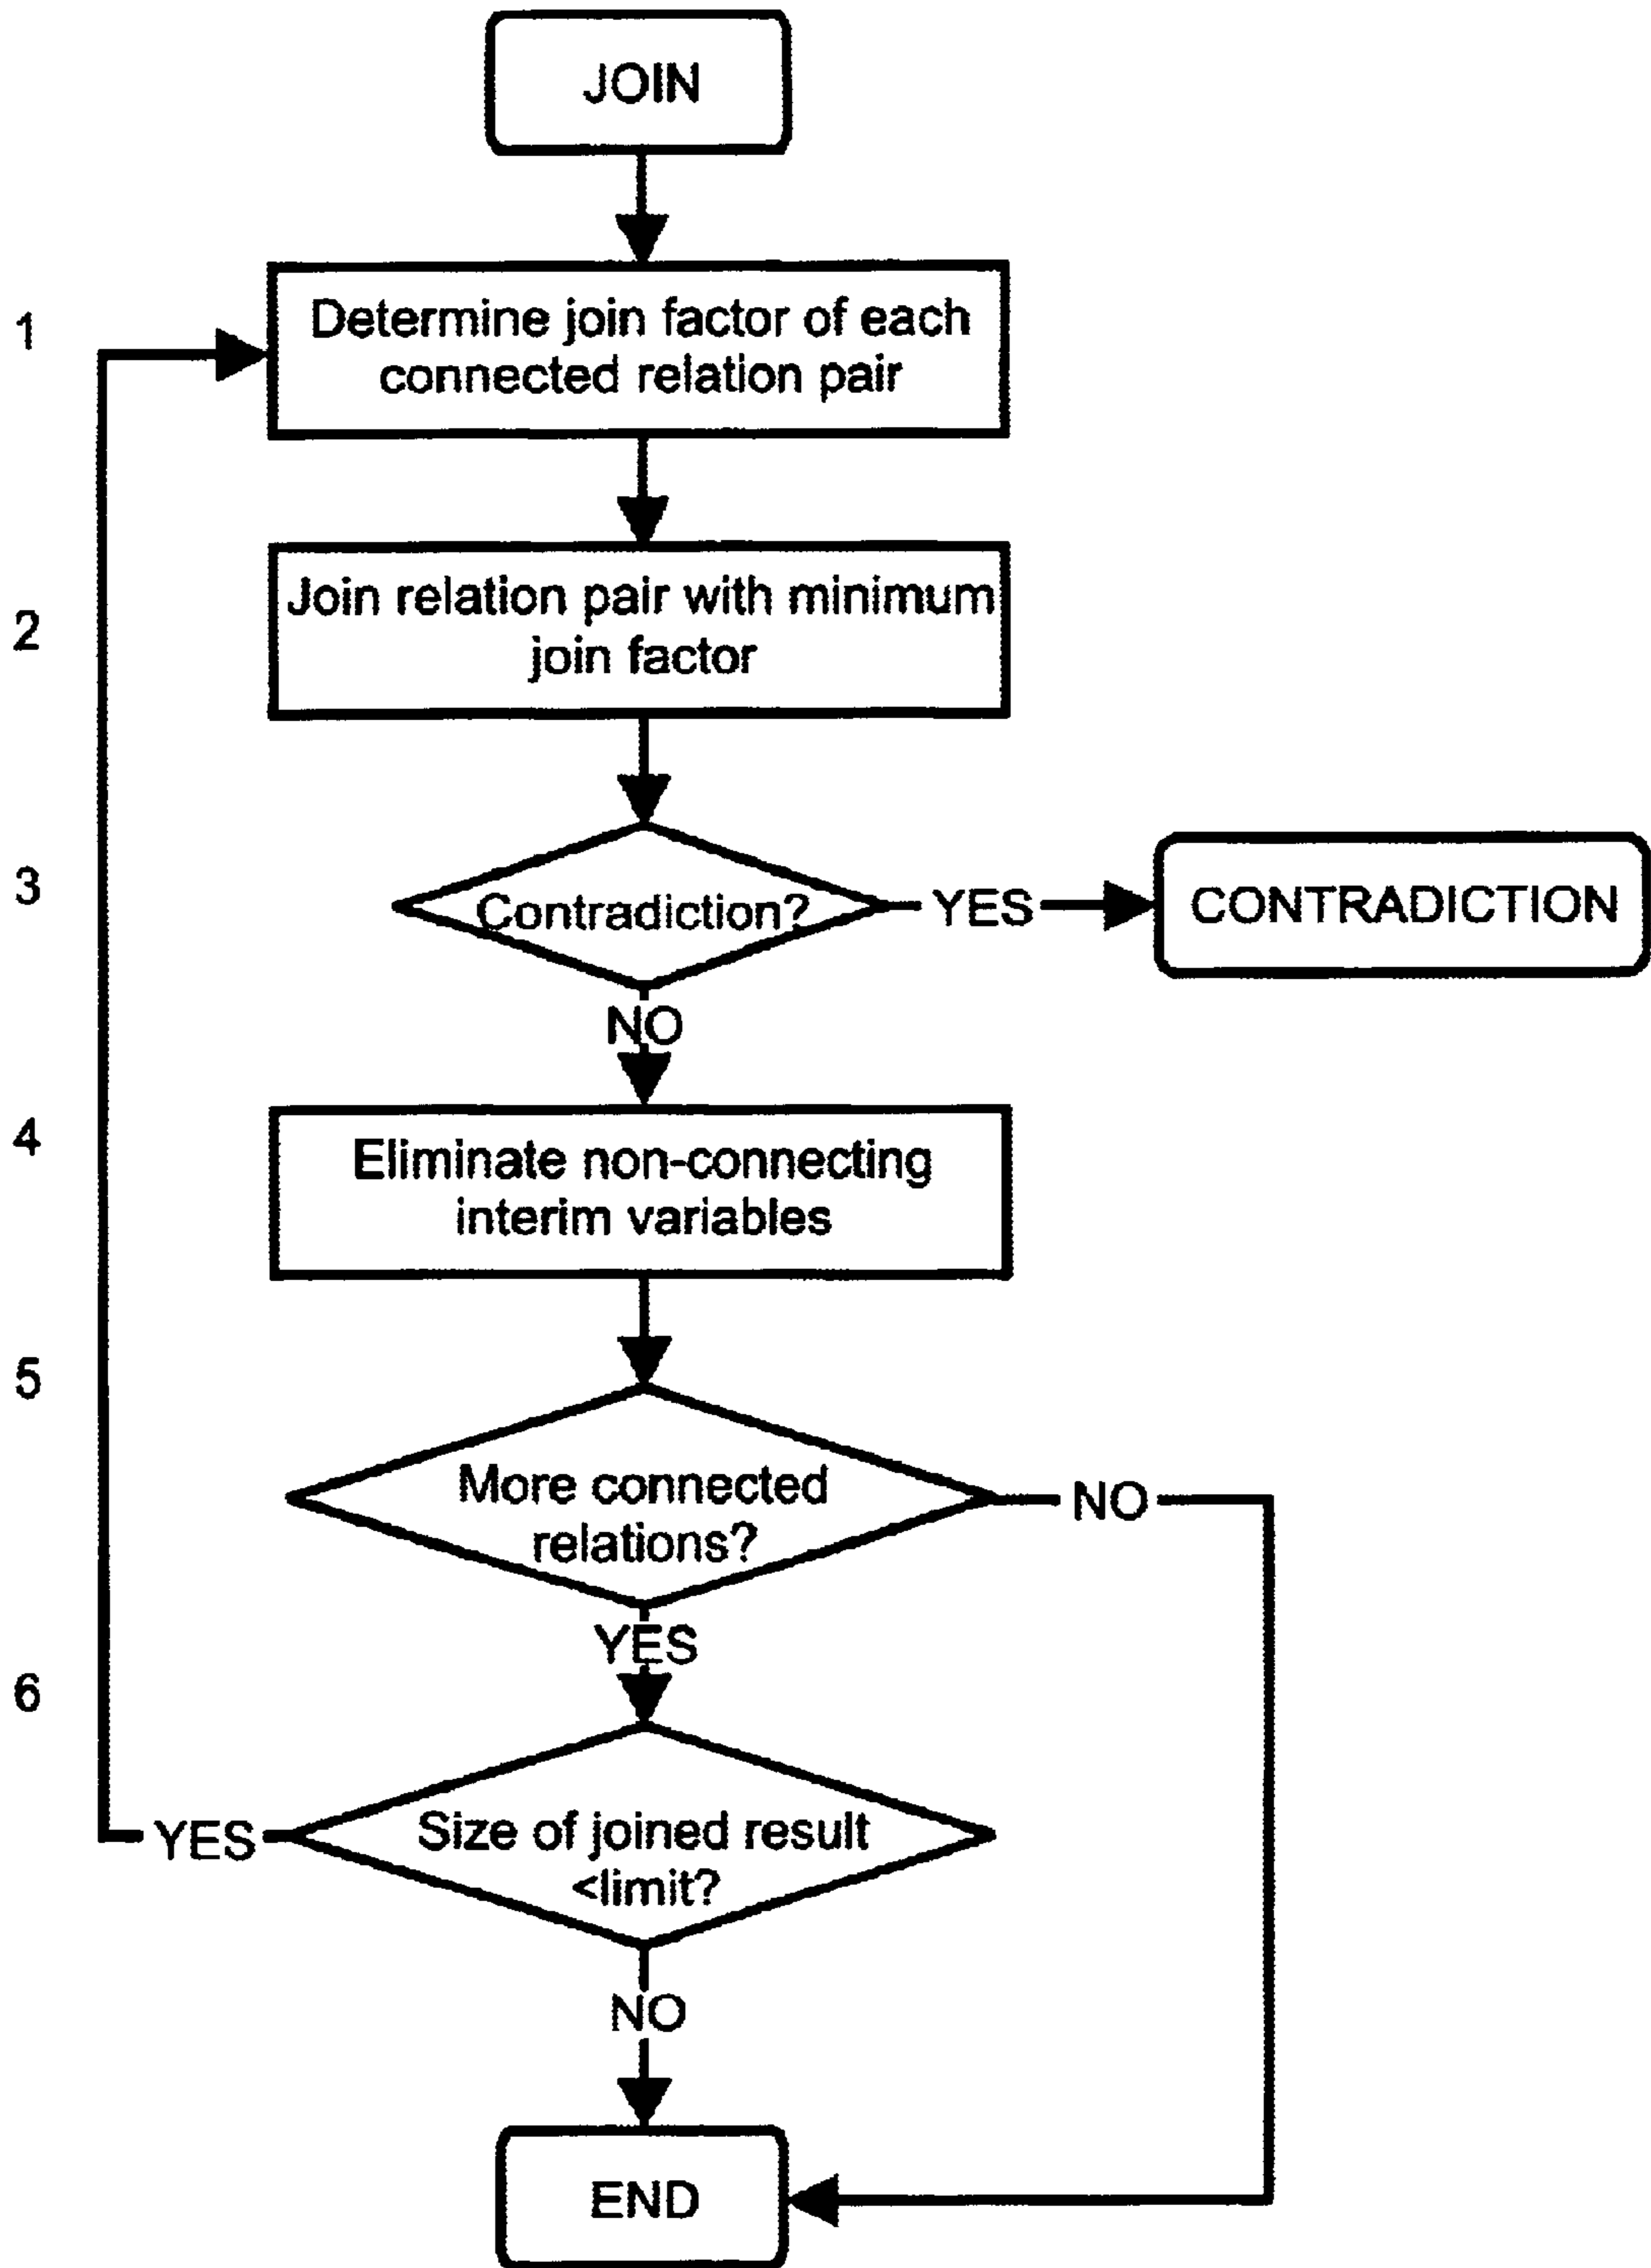 JOIN
1
Determine join factor of each
connected relation pair
2
Join relation pair with minimum
join factor
3
Contradiction?
YES
CONTRADICTION
NO
4
Eliminate non-connecting
interim variables
5
More connected
relations?
NO
YES
6
Size of joined result
<limit?
YES
NO
END